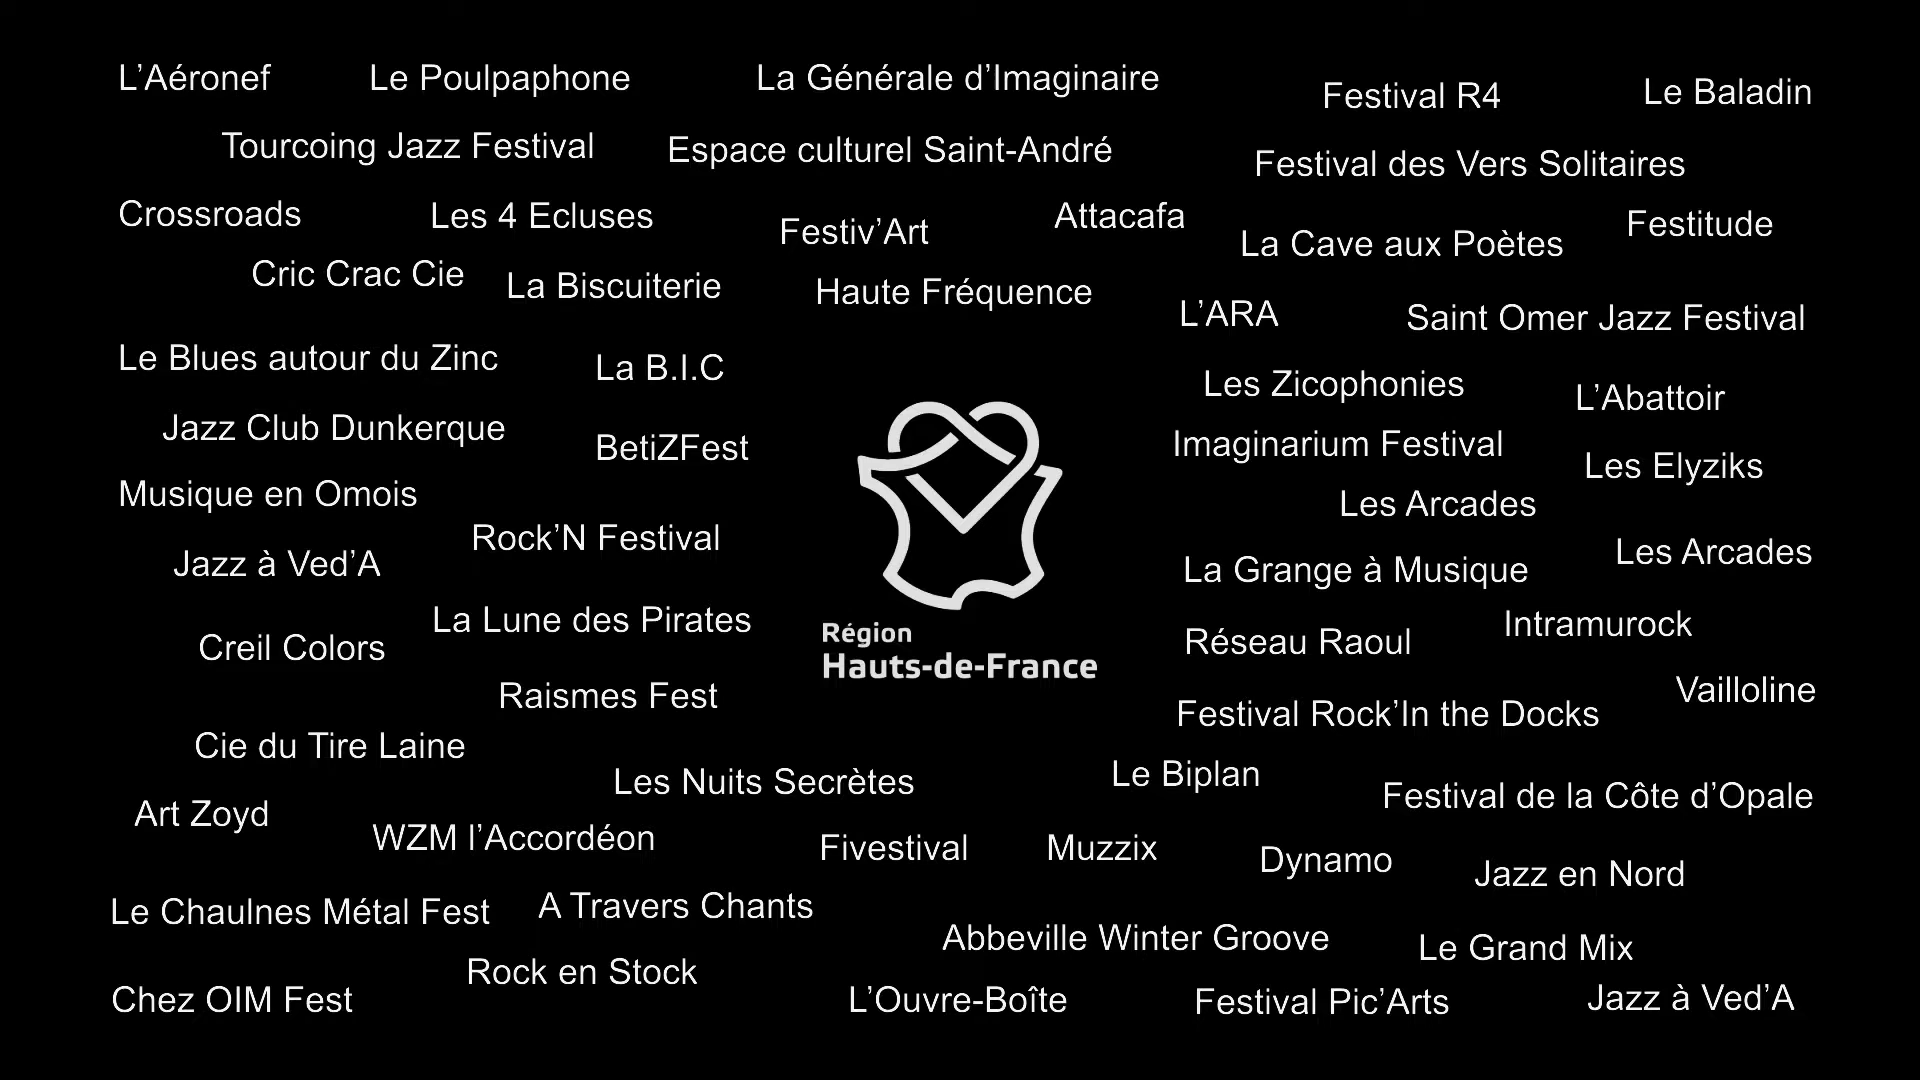 L’Aéronef
Le Poulpaphone
La Générale d’Imaginaire
Festival R4
Le Baladin
Tourcoing Jazz Festival
Espace culturel Saint-André
Festival des Vers Solitaires
Crossroads
Les 4 Ecluses
Festiv’Art
Attacafa
La Cave aux Poètes
Festitude
Cric Crac Cie
La Biscuiterie
Haute Fréquence
L’ARA
Saint Omer Jazz Festival
Le Blues autour du Zinc
La B.I.C
Les Zicophonies
L’Abattoir
Jazz Club Dunkerque
BetiZFest
Imaginarium Festival
Les Elyziks
Musique en Omois
Les Arcades
Rock’N Festival
Jazz à Ved’A
La Grange à Musique
Les Arcades
La Lune des Pirates
Creil Colors
Région
Hauts-de-France
Réseau Raoul
Intramurock
Raismes Fest
Festival Rock’In the Docks
Vailloline
Cie du Tire Laine
Les Nuits Secrètes
Le Biplan
Festival de la Côte d’Opale
Art Zoyd
WZM l’Accordéon
Fivestival
Muzzix
Dynamo
Jazz en Nord
Le Chaulnes Métal Fest
A Travers Chants
Abbeville Winter Groove
Le Grand Mix
Rock en Stock
Chez OIM Fest
L’Ouvre-Boîte
Festival Pic’Arts
Jazz à Ved’A